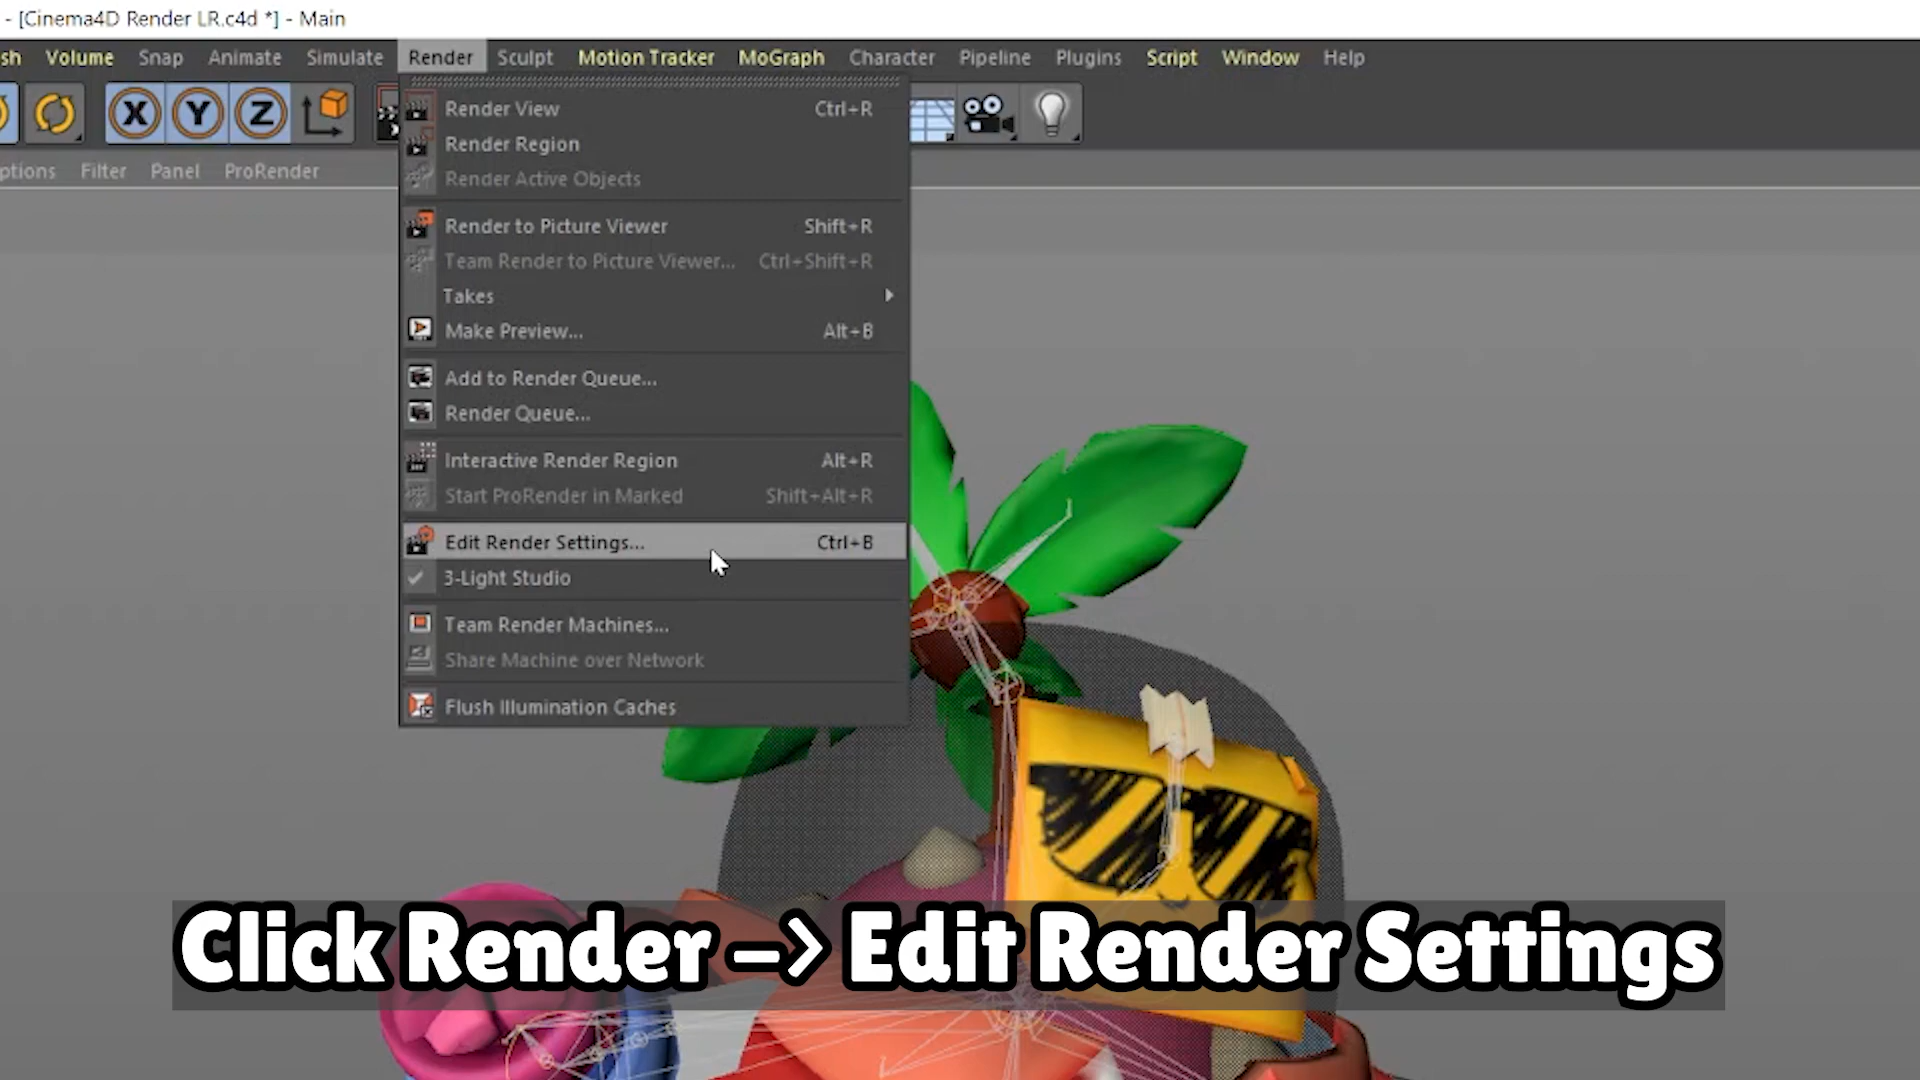 - [Cinema4D Render LR.c4d *] - Main
sh Volume Snap Animate Simulate Render Sculpt Motion Tracker MoGraph Character Pipeline Plugins Script Window Help
X Y Z
ptions Filter Panel ProRender
Render View Ctrl+R
Render Region
Render Active Objects
Render to Picture Viewer Shift+R
Team Render to Picture Viewer... Ctrl+Shift+R
Takes
Make Preview... Alt+B
Add to Render Queue...
Render Queue...
Interactive Render Region Alt+R
Start ProRender in Marked Shift+Alt+R
Edit Render Settings... Ctrl+B
3-Light Studio
Team Render Machines...
Share Machine over Network
Flush Illumination Caches
Click Render -> Edit Render Settings